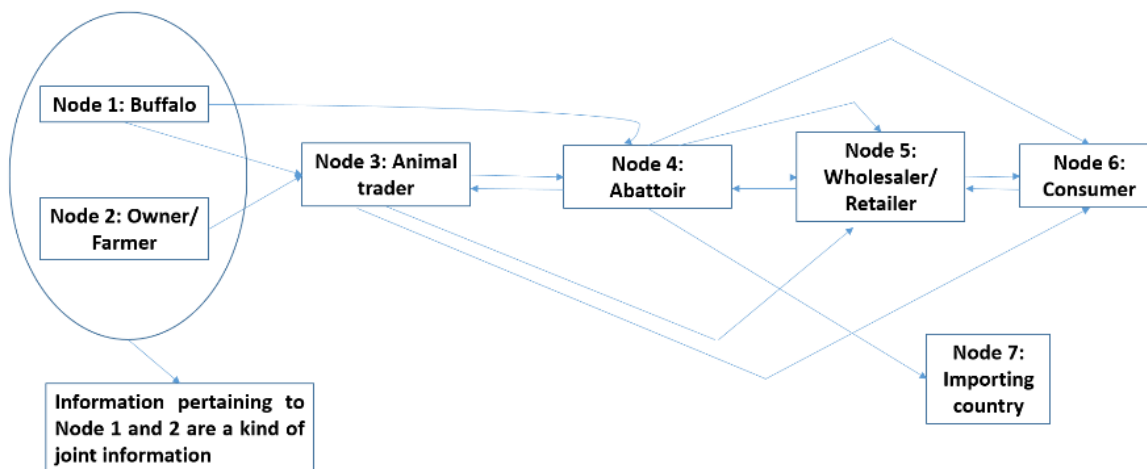 Node 1: Buffalo
Node 2: Owner/
Farmer
Node 3: Animal
trader
Node 4:
Abattoir
Node 5:
Wholesaler/
Retailer
Node 6:
Consumer
Node 7:
Importing
country
Information pertaining to
Node 1 and 2 are a kind of
joint information